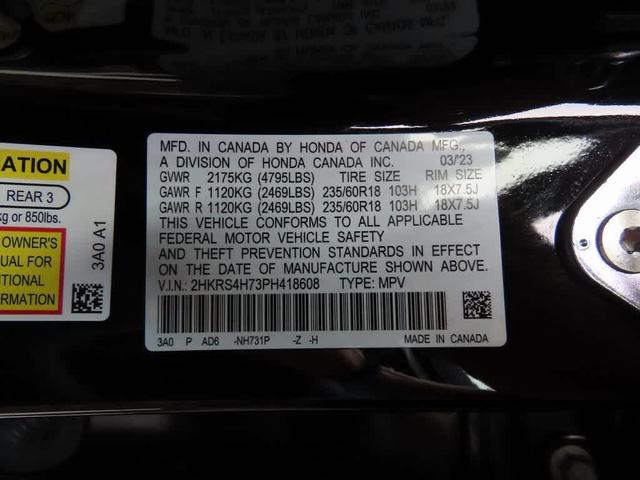 MFD. IN CANADA BY HONDA OF CANADA MFG.,
A DIVISION OF HONDA CANADA INC. 03/'23
GVWR 2175KG (4795LBS) TIRE SIZE RIM SIZE
GAWR F 1120KG (2469LBS) 235/60R18 103H 18X7.5J
GAWR R 1120KG (2469LBS) 235/60R18 103H 18X7.5J
THIS VEHICLE CONFORMS TO ALL APPLICABLE
FEDERAL MOTOR VEHICLE SAFETY
AND THEFT PREVENTION STANDARDS IN EFFECT
ON THE DATE OF MANUFACTURE SHOWN ABOVE.
V.I.N.: 2HKRS4H73PH418608 TYPE: MPV
3A0 P AD6 -NH731P -Z -H MADE IN CANADA
ATION
REAR 3
kg or 850lbs.
OWNER'S
UAL FOR
ITIONAL
RMATION
3A0 A1